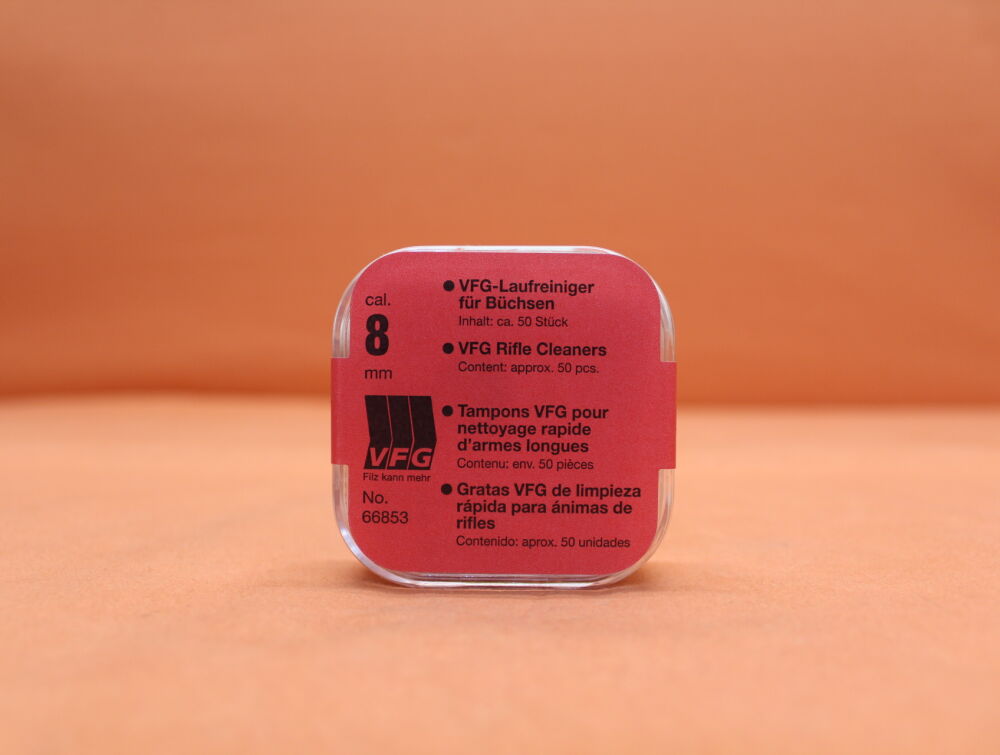 cal.
8
mm
VFG
Filz kann mehr
No.
66853
● VFG-Laufreiniger
für Büchsen
Inhalt: ca. 50 Stück
● VFG Rifle Cleaners
Content: approx. 50 pcs.
● Tampons VFG pour
nettoyage rapide
d'armes longues
Contenu: env. 50 pièces
● Gratas VFG de limpieza
rápida para ánimas de
rifles
Contenido: aprox. 50 unidades